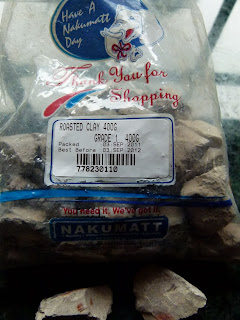 Have A
Nakumatt
Day
Thank You for
Shopping
ROASTED CLAY 400G
GRADE 1 400G
Packed 03.SEP.2011
Best Before 03.SEP.2012
778230110
You need it, We've got it.
NAKUMATT